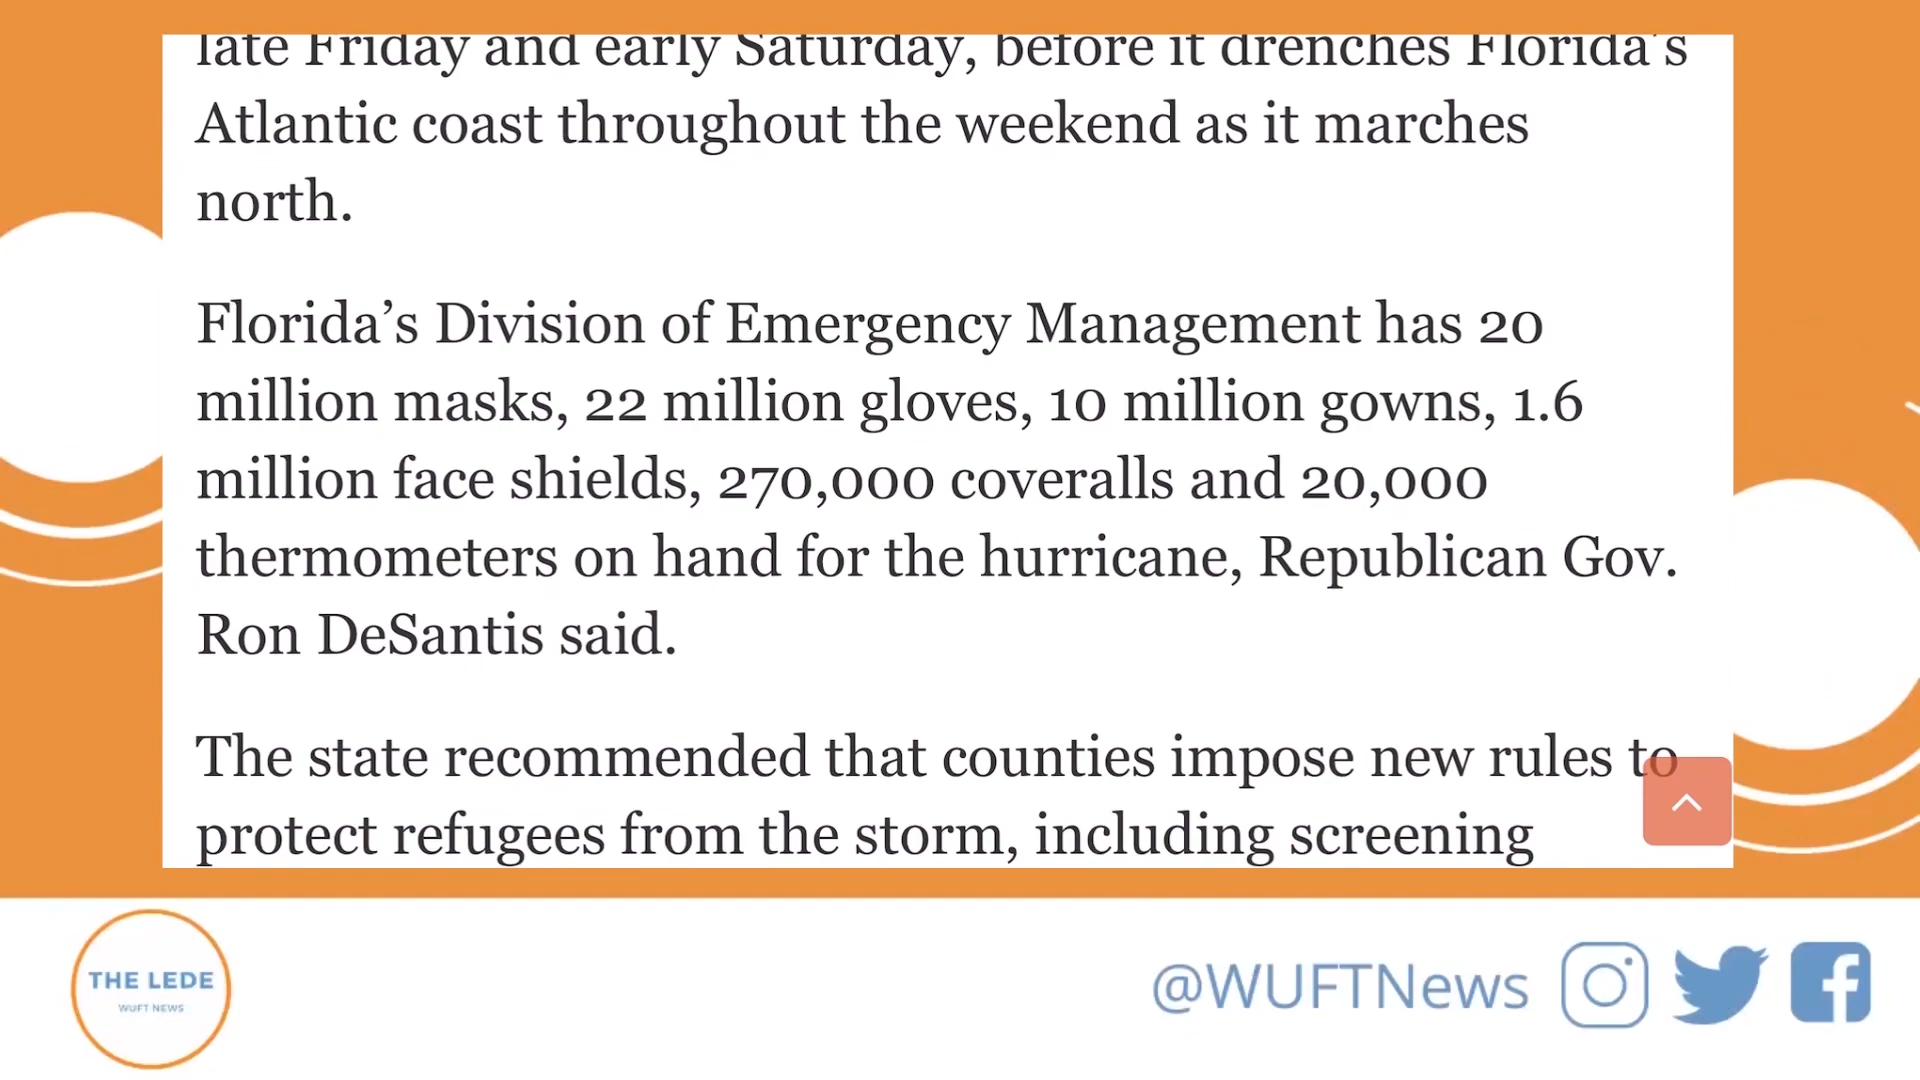 late Friday and early Saturday, before it drenches Florida’s
Atlantic coast throughout the weekend as it marches
north.
Florida’s Division of Emergency Management has 20
million masks, 22 million gloves, 10 million gowns, 1.6
million face shields, 270,000 coveralls and 20,000
thermometers on hand for the hurricane, Republican Gov.
Ron DeSantis said.
The state recommended that counties impose new rules to
protect refugees from the storm, including screening
THE LEDE
WUFT NEWS
@WUFTNews